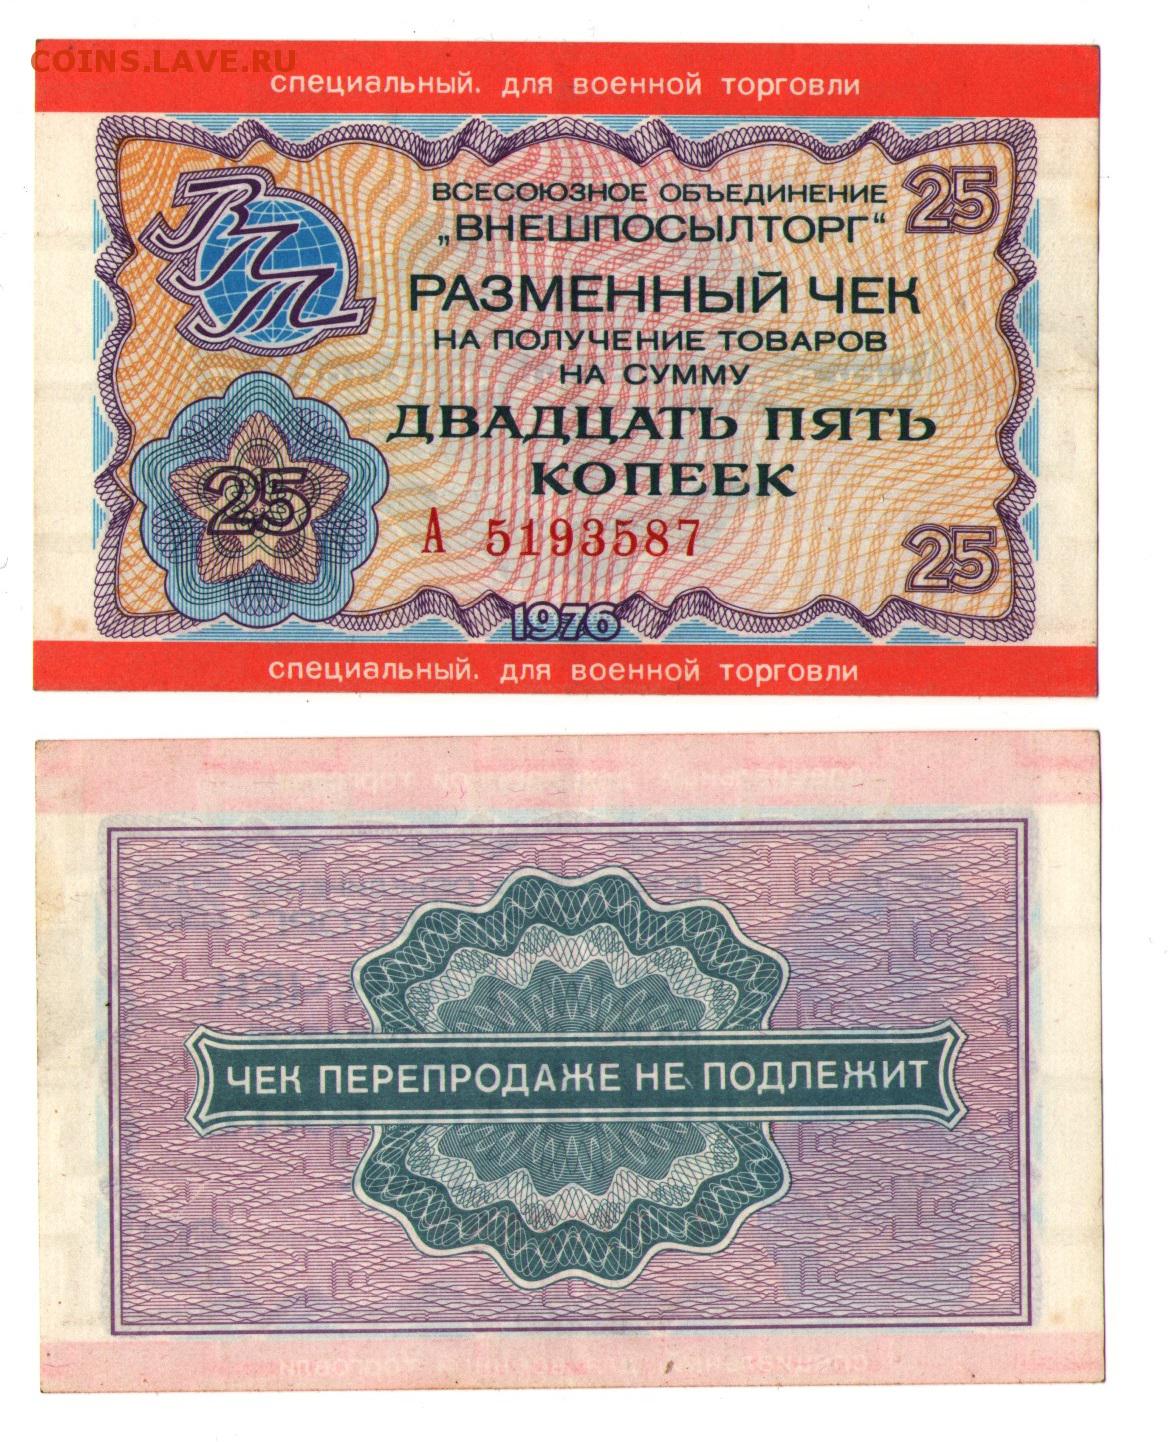 COINS.LAVE.RU
специальный. для военной торговли
ВПТ
ВСЕСОЮЗНОЕ ОБЪЕДИНЕНИЕ
25
„ВНЕШПОСЫЛТОРГ“
РАЗМЕННЫЙ ЧЕК
НА ПОЛУЧЕНИЕ ТОВАРОВ
НА СУММУ
ДВАДЦАТЬ ПЯТЬ
КОПЕЕК
25
А 5193587
25
1976
специальный. для военной торговли
ЧЕК ПЕРЕПРОДАЖЕ НЕ ПОДЛЕЖИТ